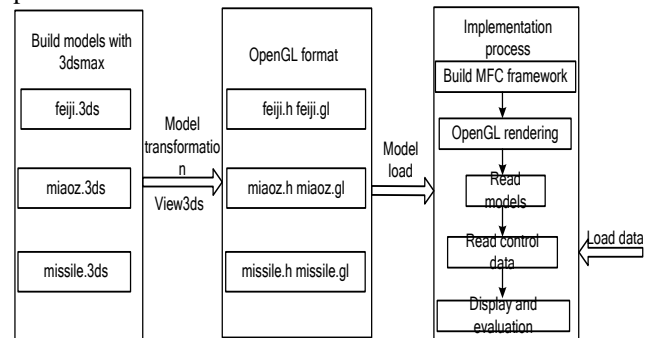 Build models with
3dsmax
feiji.3ds
miaoz.3ds
missile.3ds
Model
transformatio
n
View3ds
OpenGL format
feiji.h feiji.gl
miaoz.h miaoz.gl
missile.h missile.gl
Model
load
Implementation
process
Build MFC framework
OpenGL rendering
Read
models
Read control
data
Display and
evaluation
Load data